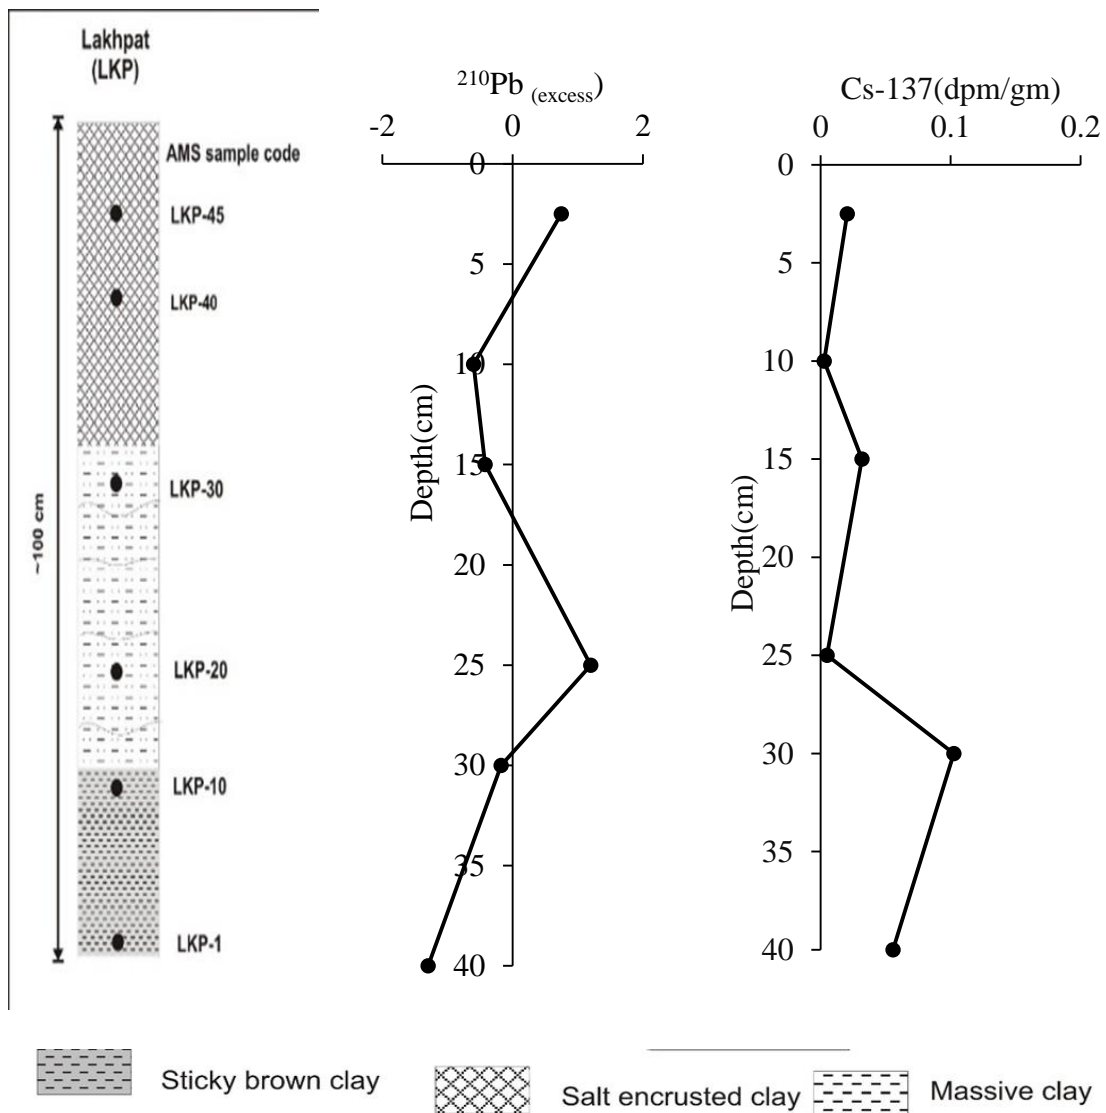 Lakhpat
(LKP)
AMS sample code
LKP-45
LKP-40
LKP-30
LKP-20
LKP-10
LKP-1
~100 cm
210Pb (excess)
-2 0 2
0
5
10
15
20
25
30
35
40
Depth(cm)
Cs-137(dpm/gm)
0 0.1 0.2
0
5
10
15
20
25
30
35
40
Depth(cm)
Sticky brown clay
Salt encrusted clay
Massive clay